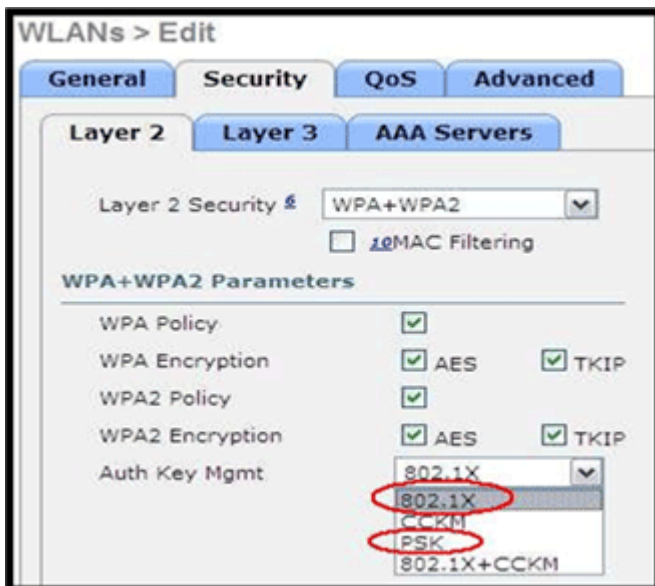 WLANs > Edit
General Security QoS Advanced
Layer 2 Layer 3 AAA Servers
Layer 2 Security 6 WPA+WPA2
10MAC Filtering
WPA+WPA2 Parameters
WPA Policy
WPA Encryption AES TKIP
WPA2 Policy
WPA2 Encryption AES TKIP
Auth Key Mgmt 802.1X
802.1X
CCKM
PSK
802.1X+CCKM